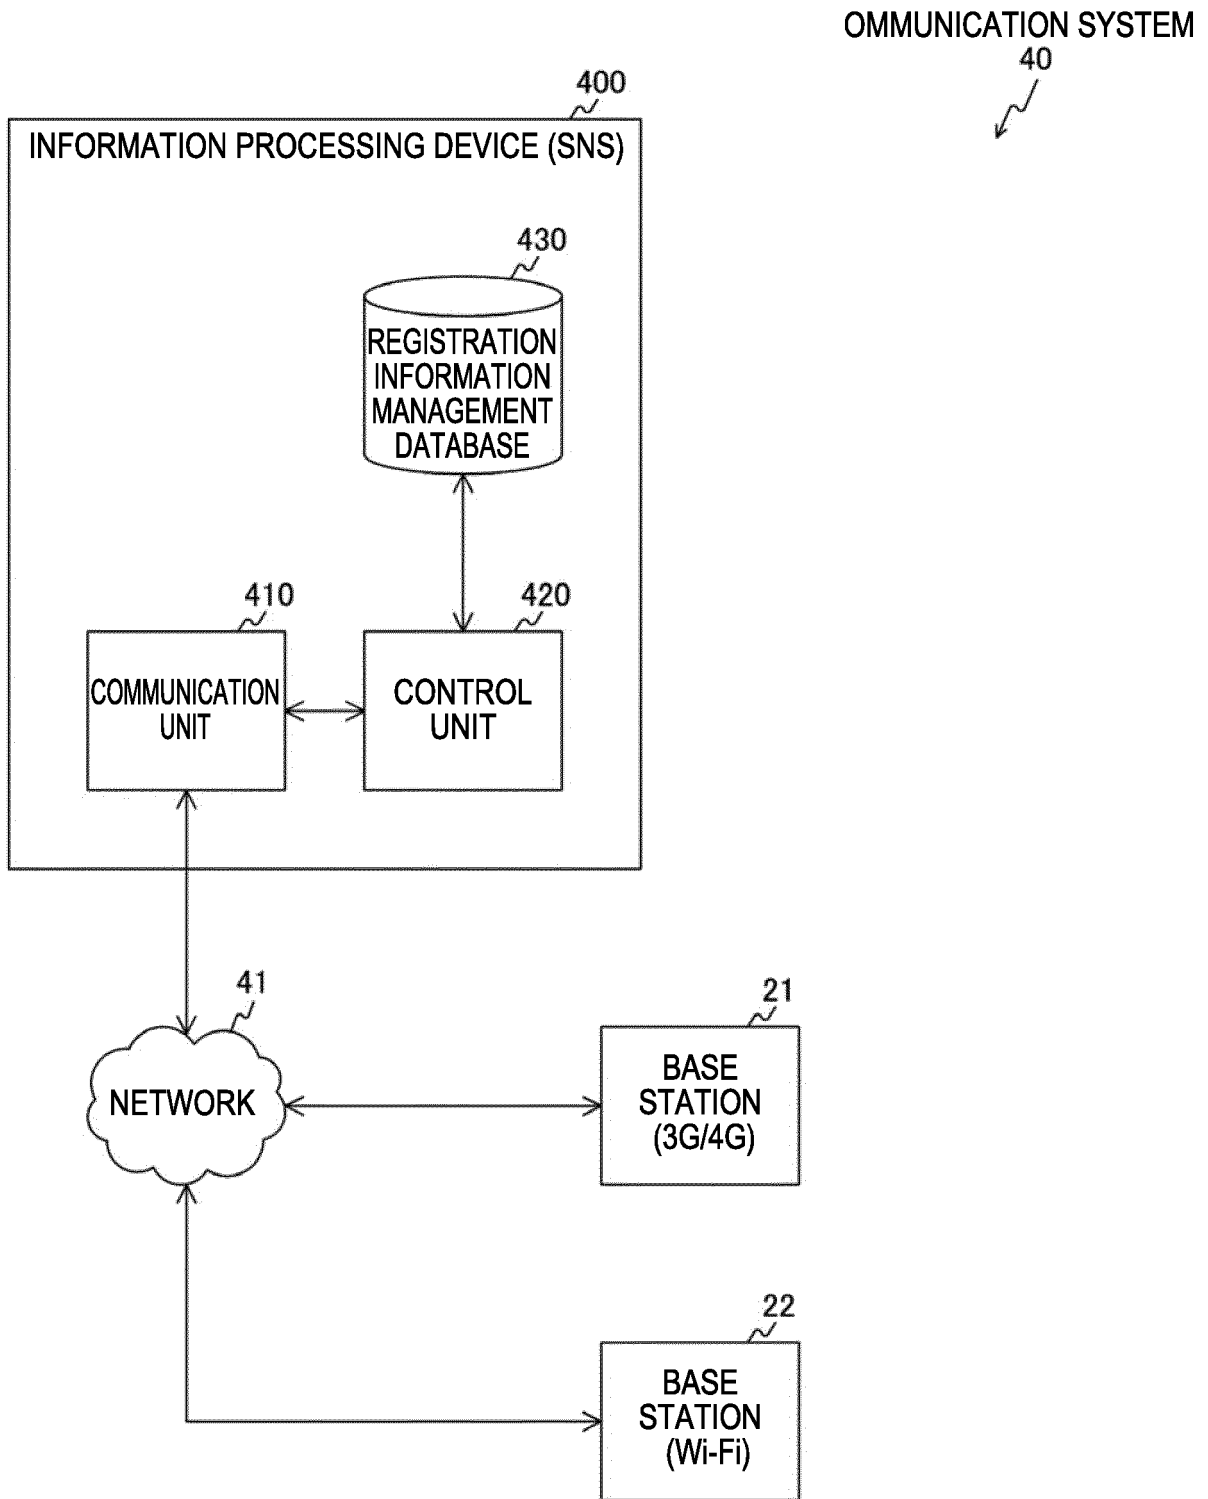 OMMUNICATION SYSTEM
40
400
INFORMATION PROCESSING DEVICE (SNS)
430
REGISTRATION
INFORMATION
MANAGEMENT
DATABASE
410
420
COMMUNICATION
UNIT
CONTROL
UNIT
41
NETWORK
21
BASE
STATION
(3G/4G)
22
BASE
STATION
(Wi-Fi)